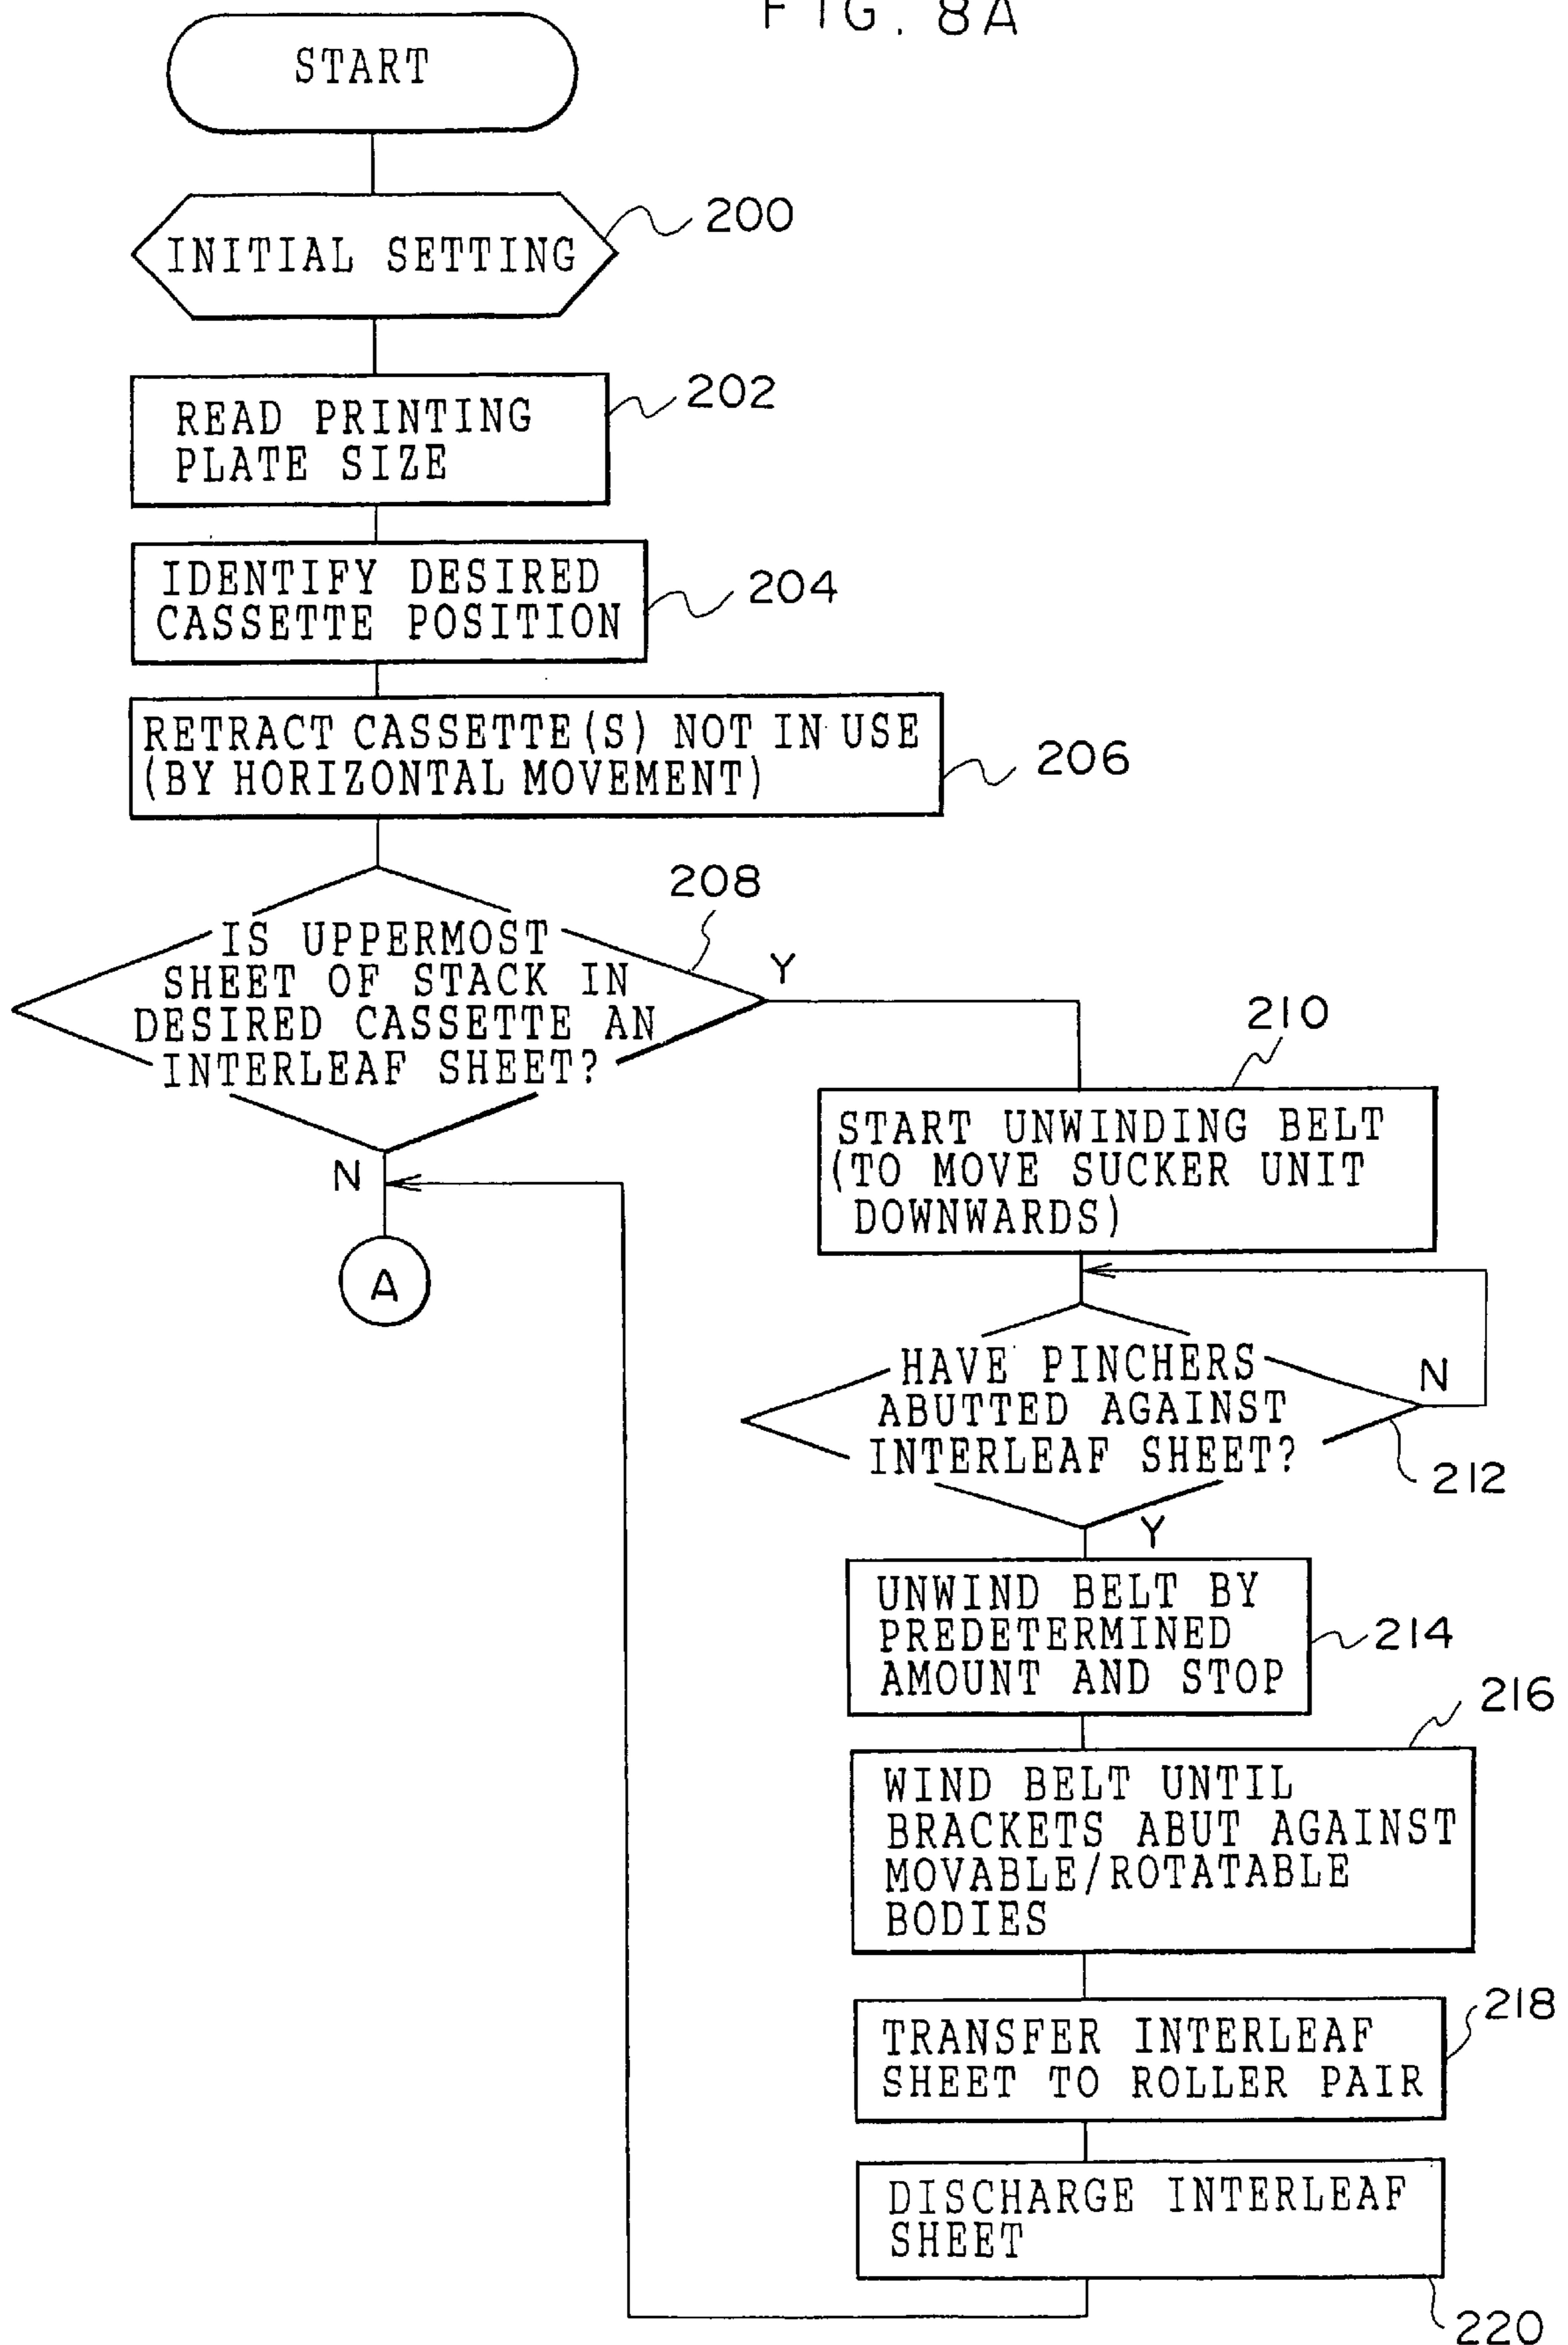 FIG. 8A
START
INITIAL SETTING
200
READ PRINTING
PLATE SIZE
202
IDENTIFY DESIRED
CASSETTE POSITION
204
RETRACT CASSETTE(S) NOT IN USE
(BY HORIZONTAL MOVEMENT)
206
208
IS UPPERMOST
SHEET OF STACK IN
DESIRED CASSETTE AN
INTERLEAF SHEET?
Y
N
A
210
START UNWINDING BELT
(TO MOVE SUCKER UNIT
DOWNWARDS)
HAVE PINCHERS
ABUTTED AGAINST
INTERLEAF SHEET?
N
212
Y
UNWIND BELT BY
PREDETERMINED
AMOUNT AND STOP
214
216
WIND BELT UNTIL
BRACKETS ABUT AGAINST
MOVABLE/ROTATABLE
BODIES
218
TRANSFER INTERLEAF
SHEET TO ROLLER PAIR
DISCHARGE INTERLEAF
SHEET
220